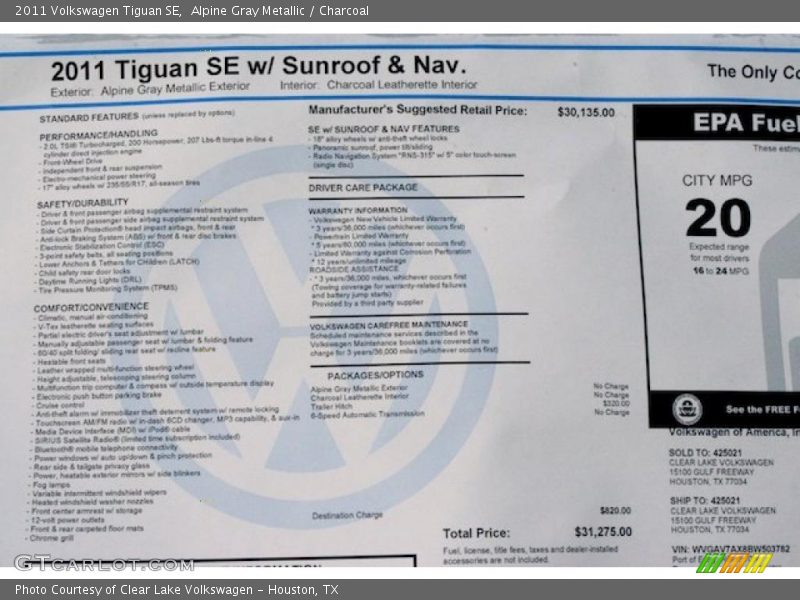 2011 Volkswagen Tiguan SE, Alpine Gray Metallic / Charcoal
2011 Tiguan SE w/ Sunroof & Nav.
Exterior: Alpine Gray Metallic Exterior Interior: Charcoal Leatherette Interior
The Only Co
STANDARD FEATURES (unless replaced by options)
PERFORMANCE/HANDLING
- 2.0L TSI® Turbocharged, 200 Horsepower, 207 Lbs-ft torque in-line 4
cylinder direct injection engine
- Front-Wheel Drive
- Independent front & rear suspension
- Electro-mechanical power steering
- 17" alloy wheels w/ 235/55/R17, all-season tires
SAFETY/DURABILITY
- Driver & front passenger airbag supplemental restraint system
- Driver & front passenger side airbag supplemental restraint system
- Side Curtain Protection® head impact airbags, front & rear
- Anti-lock Braking System (ABS) w/ front & rear disc brakes
- Electronic Stabilization Control (ESC)
- 3-point safety belts, all seating positions
- Lower Anchors & Tethers for Children (LATCH)
- Child safety rear door locks
- Daytime Running Lights (DRL)
- Tire Pressure Monitoring System (TPMS)
COMFORT/CONVENIENCE
- Climatic, manual air-conditioning
- V-Tex leatherette seating surfaces
- Partial electric driver's seat adjustment w/ lumbar
- Manually adjustable passenger seat w/ lumbar & folding feature
- 60/40 split folding/ sliding rear seat w/ recline feature
- Heatable front seats
- Leather wrapped multi-function steering wheel
- Height adjustable, telescoping steering column
- Multifunction trip computer & compass w/ outside temperature display
- Electronic push button parking brake
- Cruise control
- Anti-theft alarm w/ immobilizer theft deterrent system w/ remote locking
- Touchscreen AM/FM radio w/ in-dash 6CD changer, MP3 capability, & aux-in
- Media Device Interface (MDI) w/ iPod® cable
- SIRIUS Satellite Radio® (limited time subscription included)
- Bluetooth® mobile telephone connectivity
- Power windows w/ auto up/down & pinch protection
- Rear side & tailgate privacy glass
- Power, heatable exterior mirrors w/ side blinkers
- Fog lamps
- Variable intermittent windshield wipers
- Heated windshield washer nozzles
- Front center armrest w/ storage
- 12-volt power outlets
- Front & rear carpeted floor mats
- Chrome grill
Manufacturer's Suggested Retail Price: $30,135.00
SE w/ SUNROOF & NAV FEATURES
- 18" alloy wheels w/ anti-theft wheel locks
- Panoramic sunroof, power tilt/sliding
- Radio Navigation System "RNS-315" w/ 5" color touch-screen
(single disc)
DRIVER CARE PACKAGE
WARRANTY INFORMATION
- Volkswagen New Vehicle Limited Warranty
* 3 years/36,000 miles (whichever occurs first)
- Powertrain Limited Warranty
* 5 years/60,000 miles (whichever occurs first)
- Limited Warranty against Corrosion Perforation
* 12 years/unlimited mileage
ROADSIDE ASSISTANCE
- * 3 years/36,000 miles, whichever occurs first
(Towing coverage for warranty-related failures
and battery jump starts)
Provided by a third party supplier
VOLKSWAGEN CAREFREE MAINTENANCE
Scheduled maintenance services described in the
Volkswagen Maintenance booklets are covered at no
charge for 3 years/36,000 miles (whichever occurs first)
PACKAGES/OPTIONS
Alpine Gray Metallic Exterior No Charge
Charcoal Leatherette Interior No Charge
Trailer Hitch $320.00
6-Speed Automatic Transmission No Charge
Destination Charge $820.00
Total Price: $31,275.00
Fuel, license, title fees, taxes and dealer-installed
accessories are not included.
EPA Fuel
These estim
CITY MPG
20
Expected range
for most drivers
16 to 24 MPG
See the FREE F
Volkswagen of America, In
SOLD TO: 425021
CLEAR LAKE VOLKSWAGEN
15100 GULF FREEWAY
HOUSTON, TX 77034
SHIP TO: 425021
CLEAR LAKE VOLKSWAGEN
15100 GULF FREEWAY
HOUSTON, TX 77034
VIN: WVGAV7AX8BW503782
Port of
GTCarLot.com
Photo Courtesy of Clear Lake Volkswagen - Houston, TX